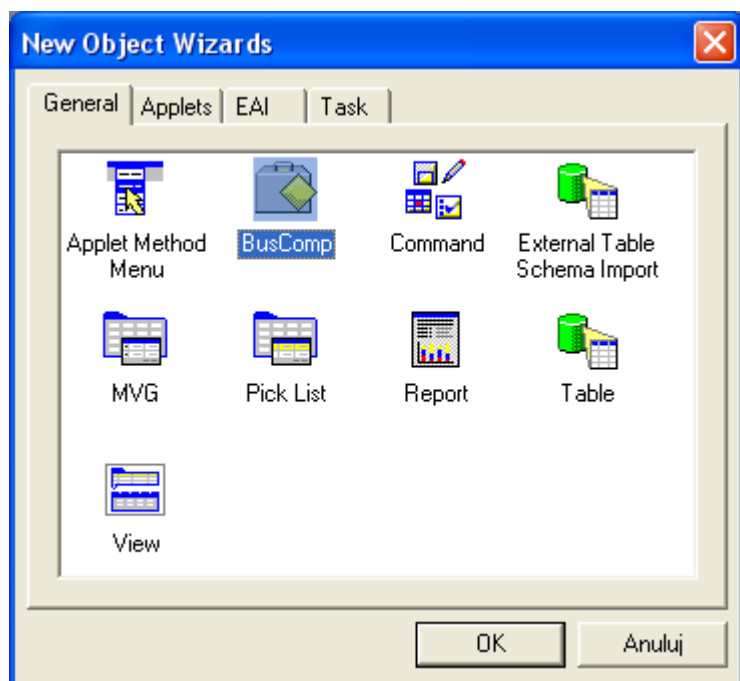 New Object Wizards
General Applets EAI Task
Applet Method
Menu
BusComp
Command
External Table
Schema Import
MVG
Pick List
Report
Table
View
OK
Anuluj